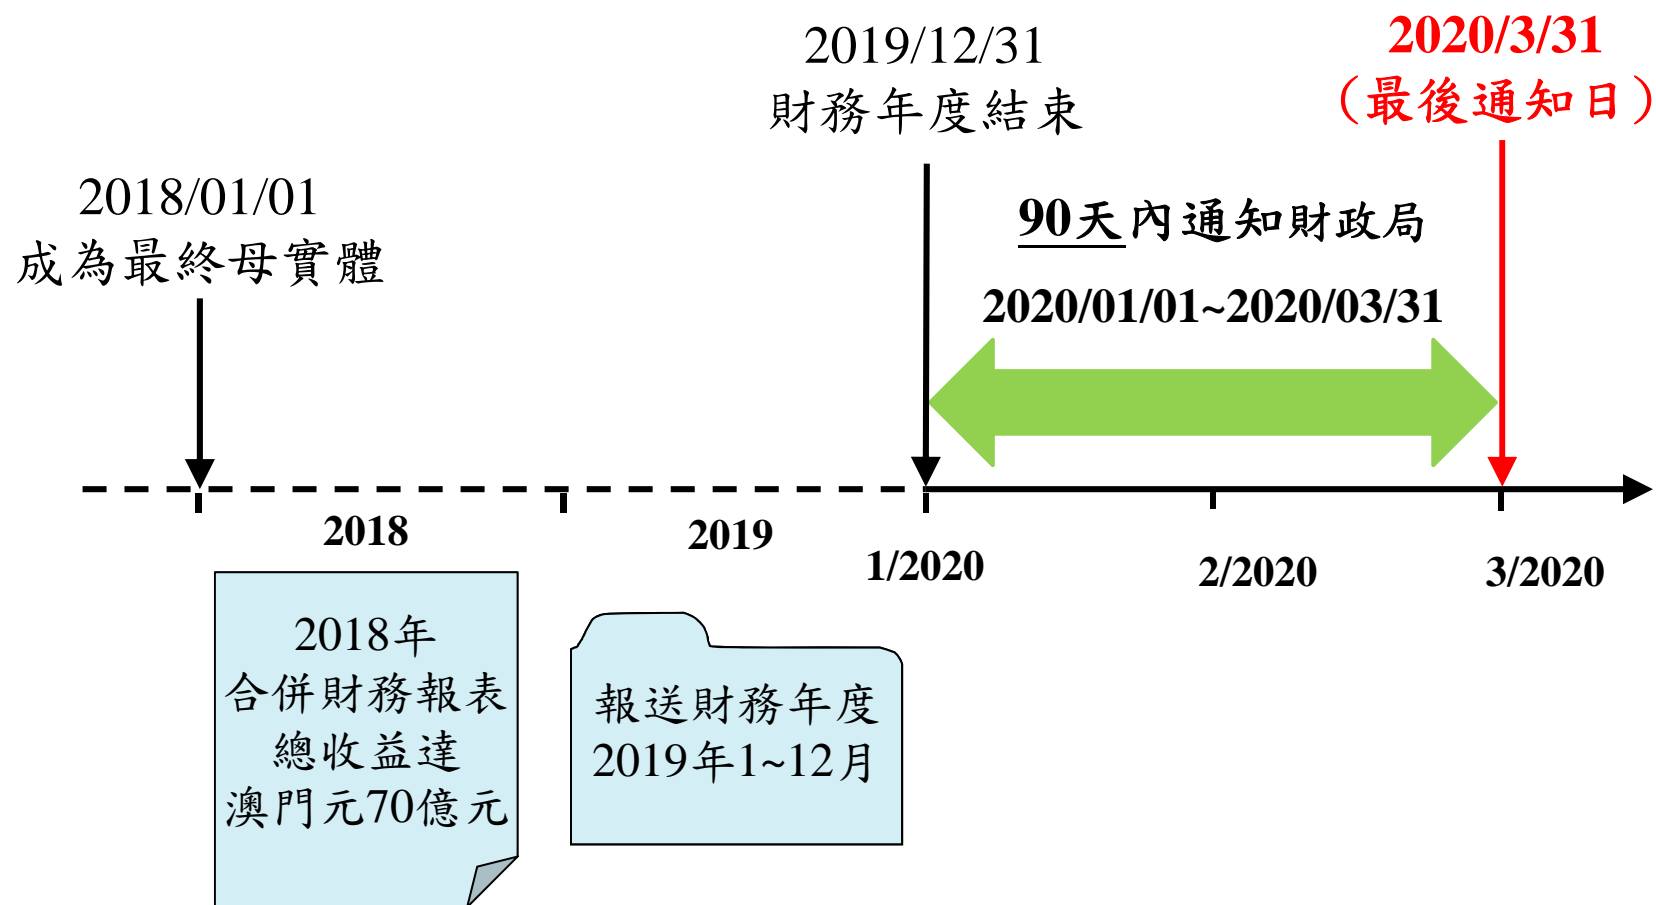 2018/01/01
成為最終母實體
2019/12/31
財務年度結束
2020/3/31
（最後通知日）
90天內通知財政局
2020/01/01~2020/03/31
2018
2019
1/2020
2/2020
3/2020
2018年
合併財務報表
總收益達
澳門元70億元
報送財務年度
2019年1~12月